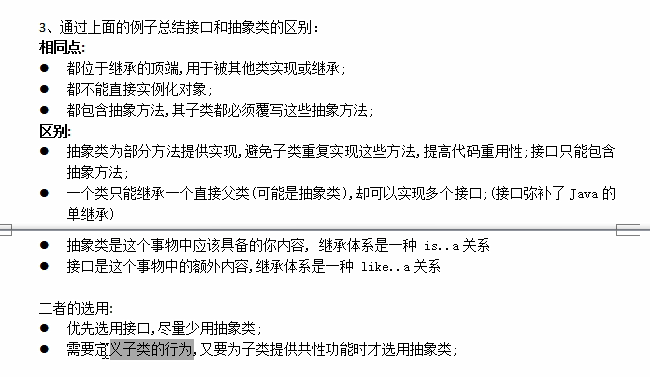 3、通过上面的例子总结接口和抽象类的区别:
相同点:
● 都位于继承的顶端,用于被其他类实现或继承;
● 都不能直接实例化对象;
● 都包含抽象方法,其子类都必须覆写这些抽象方法;
区别:
● 抽象类为部分方法提供实现,避免子类重复实现这些方法,提高代码重用性;接口只能包含
抽象方法;
● 一个类只能继承一个直接父类(可能是抽象类),却可以实现多个接口;(接口弥补了Java的
单继承)
● 抽象类是这个事物中应该具备的你内容, 继承体系是一种 is..a关系
● 接口是这个事物中的额外内容,继承体系是一种 like..a关系
二者的选用:
● 优先选用接口,尽量少用抽象类;
● 需要定义子类的行为,又要为子类提供共性功能时才选用抽象类;